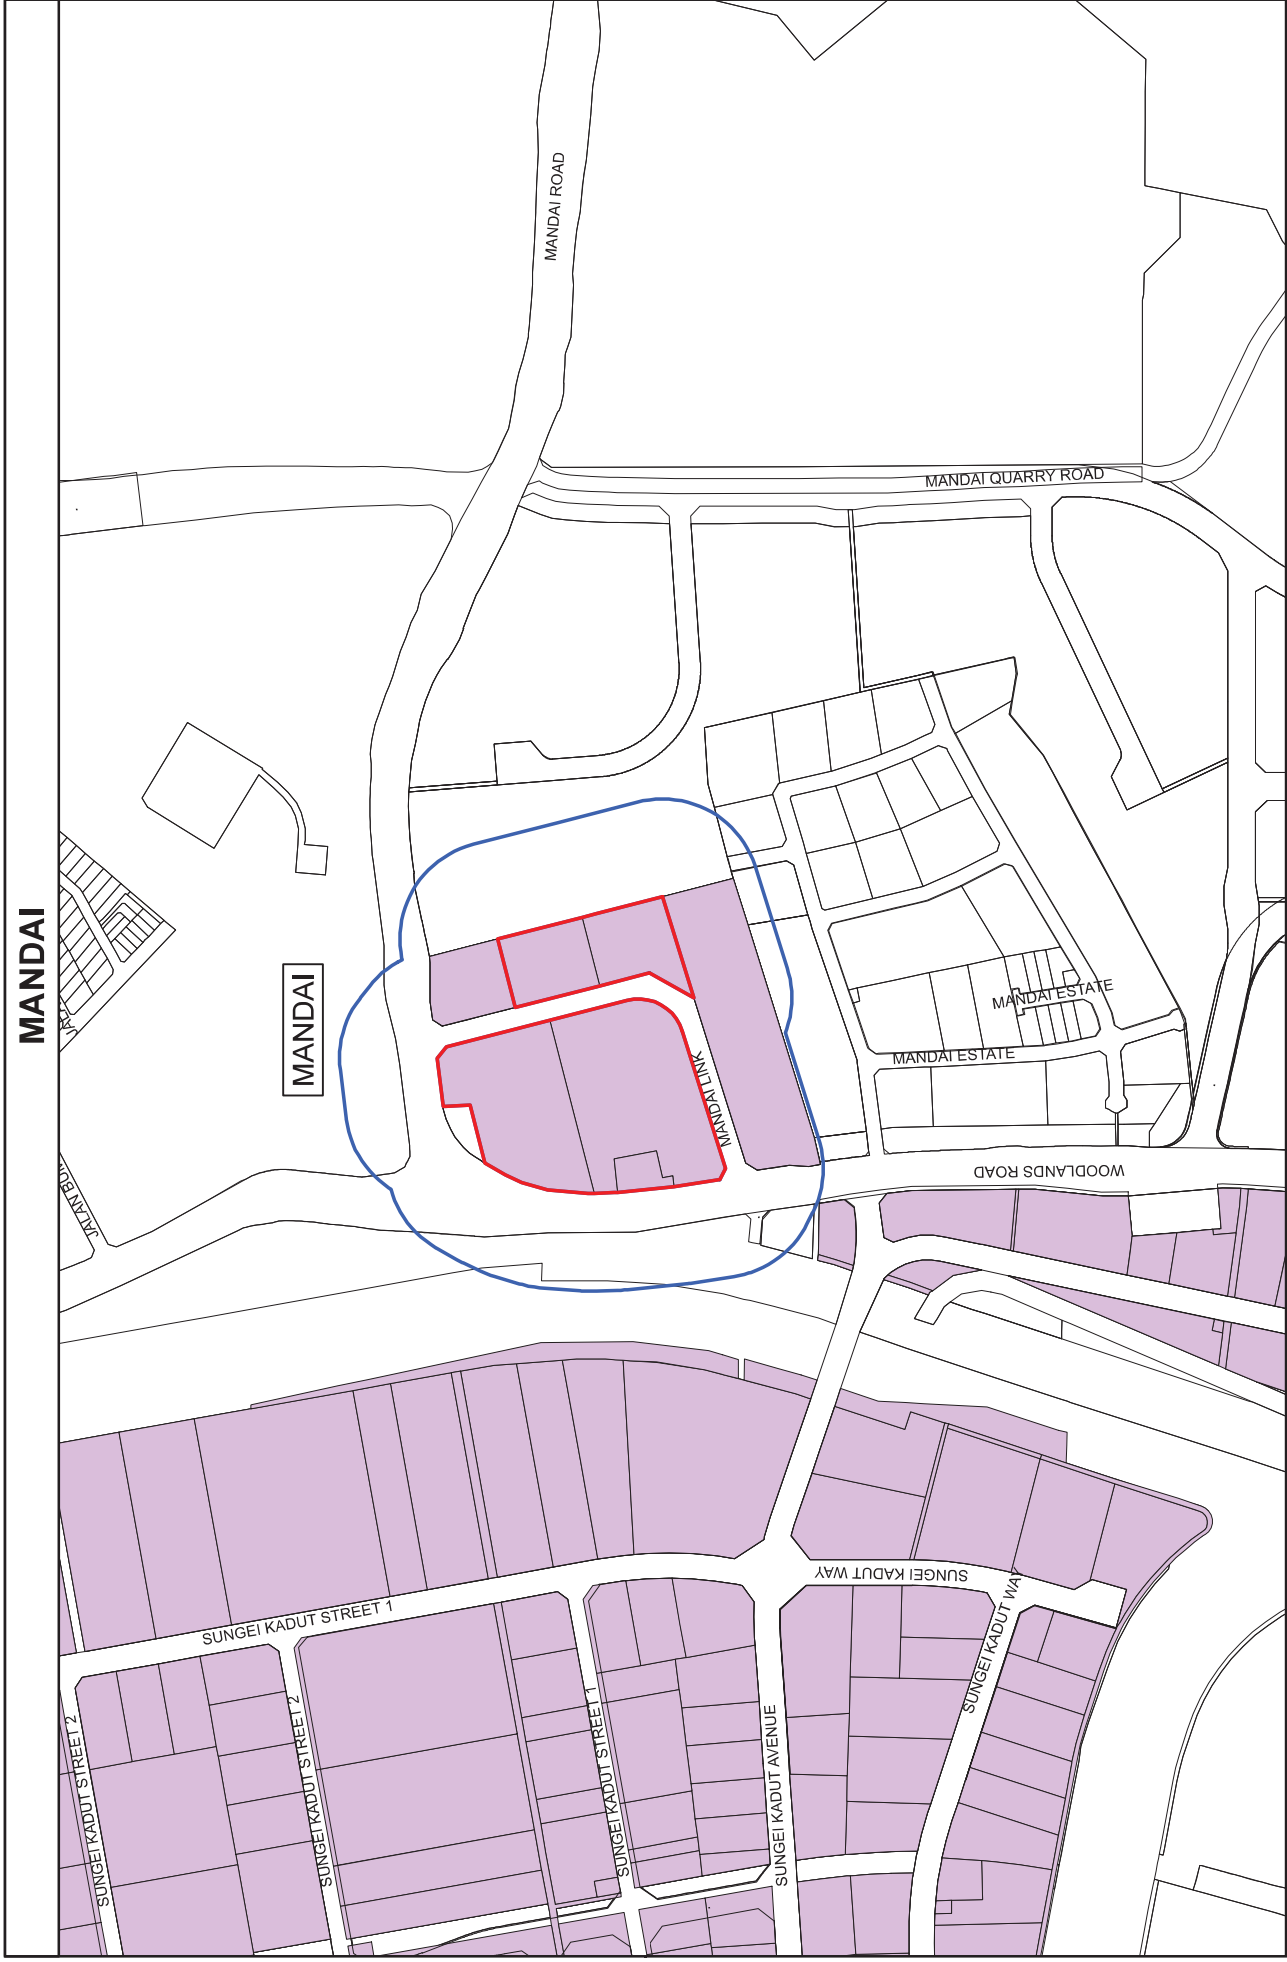 MANDAI
MANDAI
MANDAI ROAD
MANDAI QUARRY ROAD
MANDAI ESTATE
MANDAI ESTATE
MANDAI LINK
WOODLANDS ROAD
SUNGEI KADUT STREET 1
SUNGEI KADUT WAY
SUNGEI KADUT WAY
SUNGEI KADUT STREET 2
SUNGEI KADUT STREET 2
SUNGEI KADUT STREET 1
SUNGEI KADUT AVENUE
JALAN